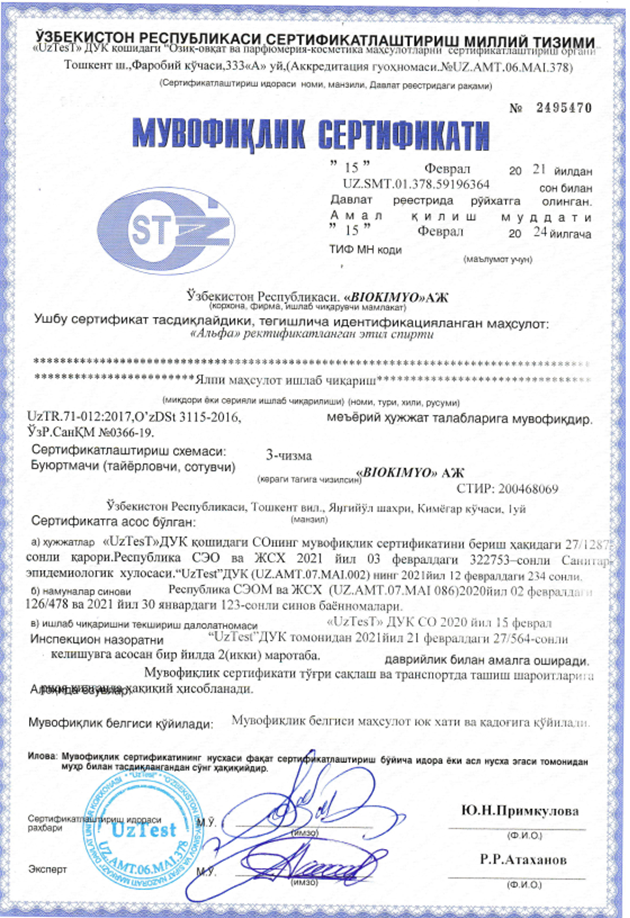 ЎЗБЕКИСТОН РЕСПУБЛИКАСИ СЕРТИФИКАТЛАШТИРИШ МИЛЛИЙ ТИЗИМИ
«UzTesT» ДУК қошидаги "Озиқ-овқат ва парфюмерия-косметика маҳсулотларни сертификатлаштириш органи
Тошкент ш.,Фаробий кўчаси,333«А» уй,(Аккредитация гуоҳномаси.№UZ.AMT.06.MAI.378)
(Сертификатлаштириш идораси номи, манзили, Давлат реестридаги рақами)
№ 2495470
МУВОФИҚЛИК СЕРТИФИКАТИ
" 15 " Феврал 20 21 йилдан
UZ.SMT.01.378.59196364 сон билан
Давлат реестрида рўйхатга олинган.
Амал қилиш муддати
" 15 " Феврал 20 24 йилгача
ТИФ МН коди
(маълумот учун)
ST
Ўзбекистон Республикаси. «BIOKIMYO»АЖ
(корхона, фирма, ишлаб чиқарувчи мамлакат)
Ушбу сертификат тасдиқлайдики, тегишлича идентификацияланган маҳсулот:
«Альфа» ректификатланган этил спирти
*******************************************************************************
**********************Ялпи маҳсулот ишлаб чиқариш*****************************
(миқдори ёки серияли ишлаб чиқарилиши) (номи, тури, хили, русуми)
UzTR.71-012:2017,O'zDSt 3115-2016, меъёрий ҳужжат талабларига мувофиқдир.
ЎзР.СанҚМ №0366-19.
Сертификатлаштириш схемаси: 3-чизма
Буюртмачи (тайёрловчи, сотувчи) «BIOKIMYO» АЖ
(кераги тагига чизилсин)
СТИР: 200468069
Ўзбекистон Республикаси, Тошкент вил., Янгийўл шахри, Кимёгар кўчаси, 1уй
Сертификатга асос бўлган: (манзил)
а) ҳужжатлар «UzTesT»ДУК қошидаги СОнинг мувофиклик сертификатини бериш ҳақидаги 27/1287
сонли қарори.Республика СЭО ва ЖСХ 2021 йил 03 февралдаги 322753–сонли Санитар
эпидемиологик хулосаси."UzTest"ДУК (UZ.AMT.07.MAI.002) нинг 2021йил 12 февралдаги 234 сонли.
б) намуналар синови Республика СЭОМ ва ЖСХ (UZ.AMT.07.MAI 086)2020йил 02 февралдаги
126/478 ва 2021 йил 30 январдаги 123-сонли синов баённомалари.
в) ишлаб чиқаришни текшириш далолатномаси «UzTesT» ДУК СО 2020 йил 15 феврал
Инспекцион назоратни "UzTest"ДУК томонидан 2021йил 21 февралдаги 27/564-сонли
келишувга асосан бир йилда 2(икки) маротаба. даврийлик билан амалга оширади.
Мувофиқлик сертификати тўғри сақлаш ва транспортда ташиш шароитларига
ҳақиқий ҳисобланади.
Мувофиқлик белгиси қўйилади: Мувофиқлик белгиси маҳсулот юк хати ва қадоғига қўйилади.
Илова: Мувофиқлик сертификатининг нусхаси фақат сертификатлаштириш бўйича идора ёки асл нусха эгаси томонидан
муҳр билан тасдиқлангандан сўнг ҳақиқийдир.
Сертификатлаштириш идораси
раҳбари
М.Ў.
(имзо)
Ю.Н.Примкулова
(Ф.И.О.)
UzTest
UZ.AMT.06.MAI.378
Эксперт
М.Ў.
(имзо)
Р.Р.Атаханов
(Ф.И.О.)